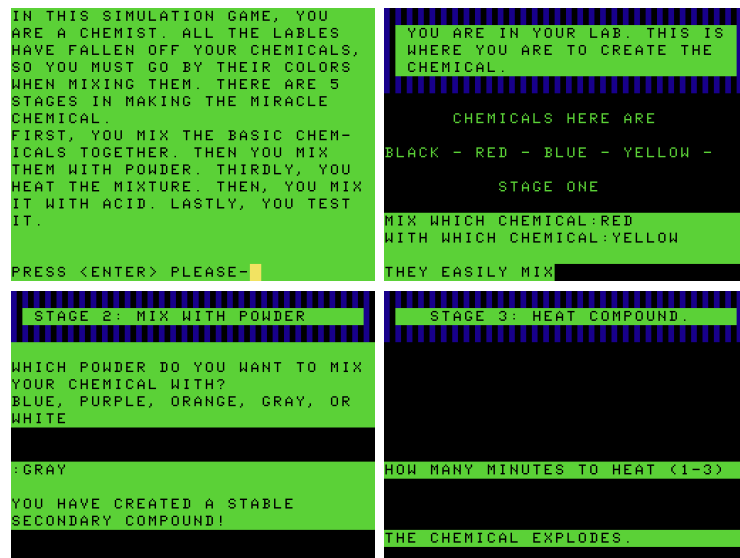 IN THIS SIMULATION GAME, YOU
ARE A CHEMIST. ALL THE LABLES
HAVE FALLEN OFF YOUR CHEMICALS,
SO YOU MUST GO BY THEIR COLORS
WHEN MIXING THEM. THERE ARE 5
STAGES IN MAKING THE MIRACLE
CHEMICAL.
FIRST, YOU MIX THE BASIC CHEM-
ICALS TOGETHER. THEN YOU MIX
THEM WITH POWDER. THIRDLY, YOU
HEAT THE MIXTURE. THEN, YOU MIX
IT WITH ACID. LASTLY, YOU TEST
IT.
PRESS <ENTER> PLEASE-
YOU ARE IN YOUR LAB. THIS IS
WHERE YOU ARE TO CREATE THE
CHEMICAL.
CHEMICALS HERE ARE
BLACK - RED - BLUE - YELLOW -
STAGE ONE
MIX WHICH CHEMICAL:RED
WITH WHICH CHEMICAL:YELLOW
THEY EASILY MIX
STAGE 2: MIX WITH POWDER
WHICH POWDER DO YOU WANT TO MIX
YOUR CHEMICAL WITH?
BLUE, PURPLE, ORANGE, GRAY, OR
WHITE
:GRAY
YOU HAVE CREATED A STABLE
SECONDARY COMPOUND!
STAGE 3: HEAT COMPOUND.
HOW MANY MINUTES TO HEAT (1-3)
THE CHEMICAL EXPLODES.